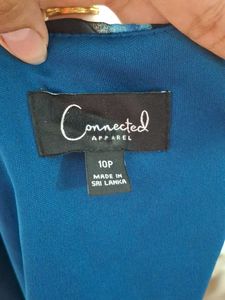 Connected
APPAREL
10P
MADE IN
SRI LANKA